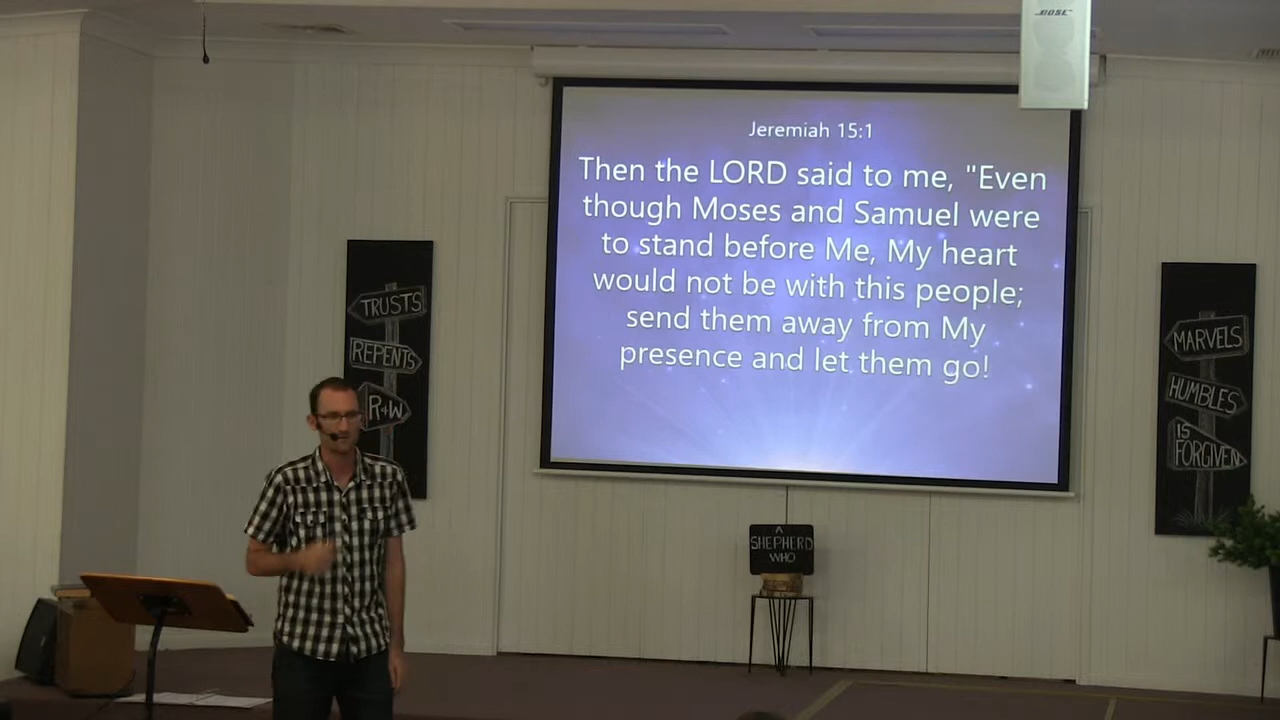 BOSE
Jeremiah 15:1
Then the LORD said to me, "Even
though Moses and Samuel were
to stand before Me, My heart
would not be with this people;
send them away from My
presence and let them go!
TRUSTS
REPENTS
R+W
A
SHEPHERD
WHO
MARVELS
HUMBLES
IS
FORGIVEN